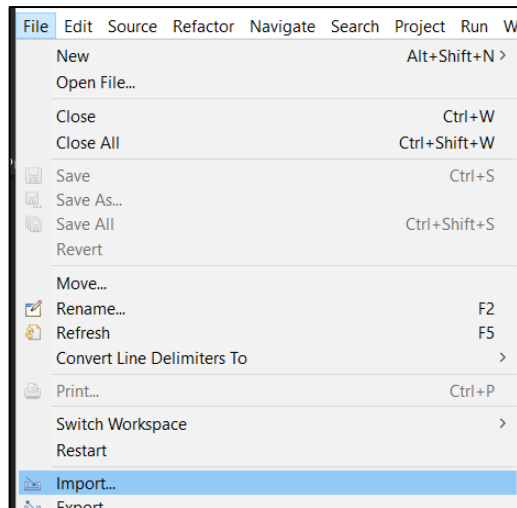 File Edit Source Refactor Navigate Search Project Run W
New Alt+Shift+N >
Open File...
Close Ctrl+W
Close All Ctrl+Shift+W
Save Ctrl+S
Save As...
Save All Ctrl+Shift+S
Revert
Move...
Rename... F2
Refresh F5
Convert Line Delimiters To >
Print... Ctrl+P
Switch Workspace >
Restart
Import...
Export